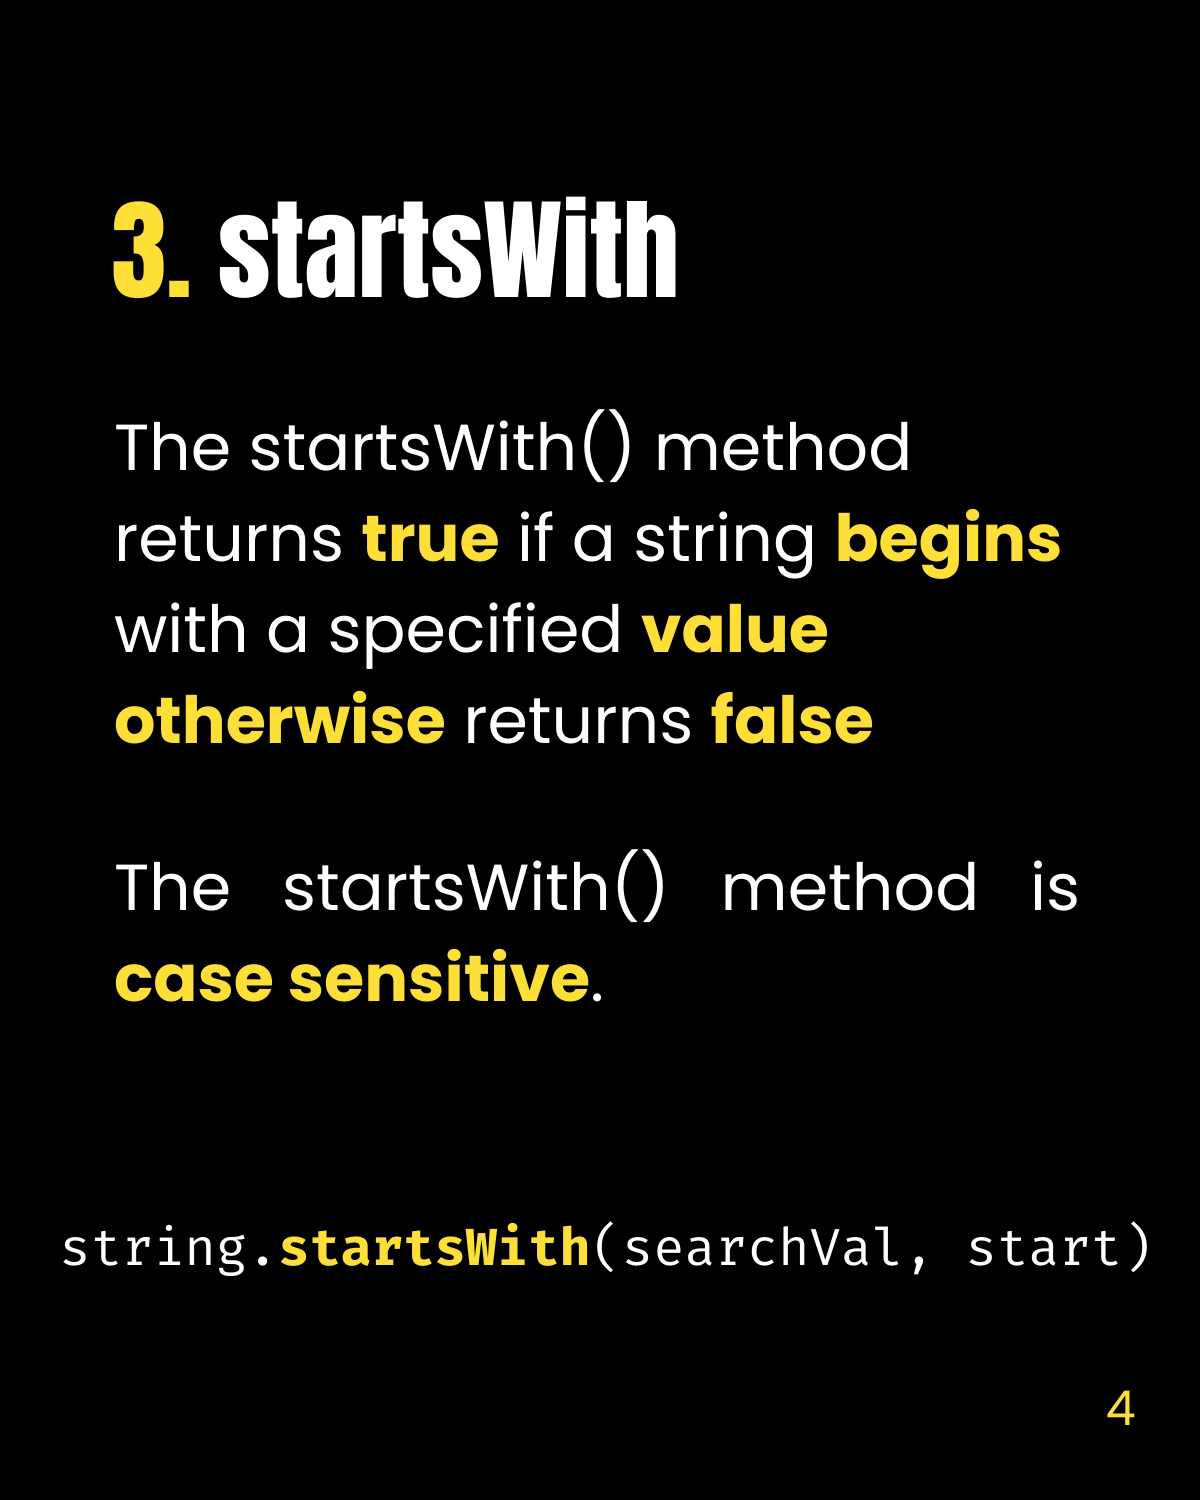 3. startsWith
The startsWith() method
returns true if a string begins
with a specified value
otherwise returns false
The startsWith() method is
case sensitive.
string.startsWith(searchVal, start)
4